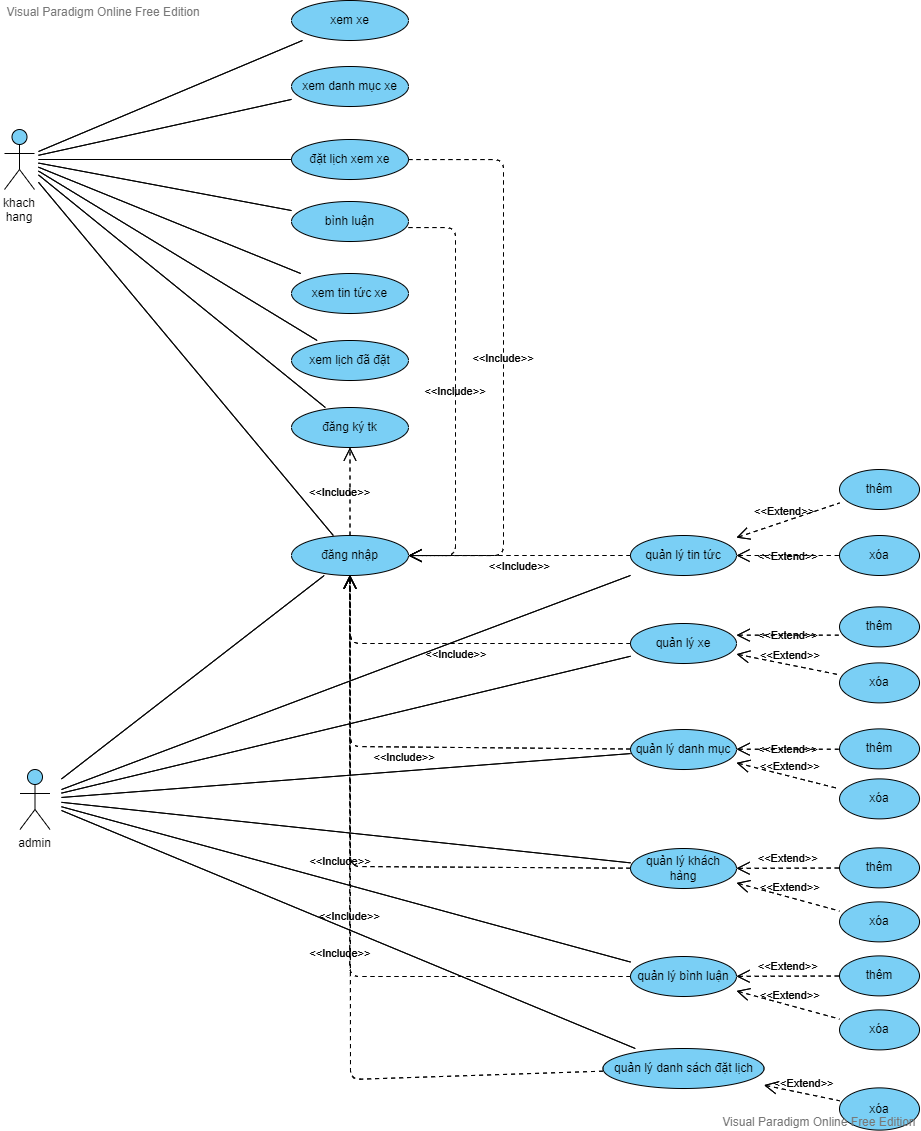 Visual Paradigm Online Free Edition
xem xe
xem danh mục xe
đặt lịch xem xe
khach
hang
bình luận
xem tin tức xe
xem lịch đã đặt
<<Include>>
<<Include>>
đăng ký tk
<<Include>>
thêm
<<Extend>>
đăng nhập
<<Include>>
quản lý tin tức
<<Extend>>
xóa
thêm
<<Extend>>
quản lý xe
<<Include>>
<<Extend>>
xóa
quản lý danh mục
<<Extend>>
thêm
<<Include>>
<<Extend>>
xóa
admin
quản lý khách
hàng
<<Include>>
<<Extend>>
thêm
<<Extend>>
xóa
<<Include>>
<<Include>>
quản lý bình luận
<<Extend>>
thêm
<<Extend>>
xóa
quản lý danh sách đặt lịch
<<Extend>>
xóa
Visual Paradigm Online Free Edition